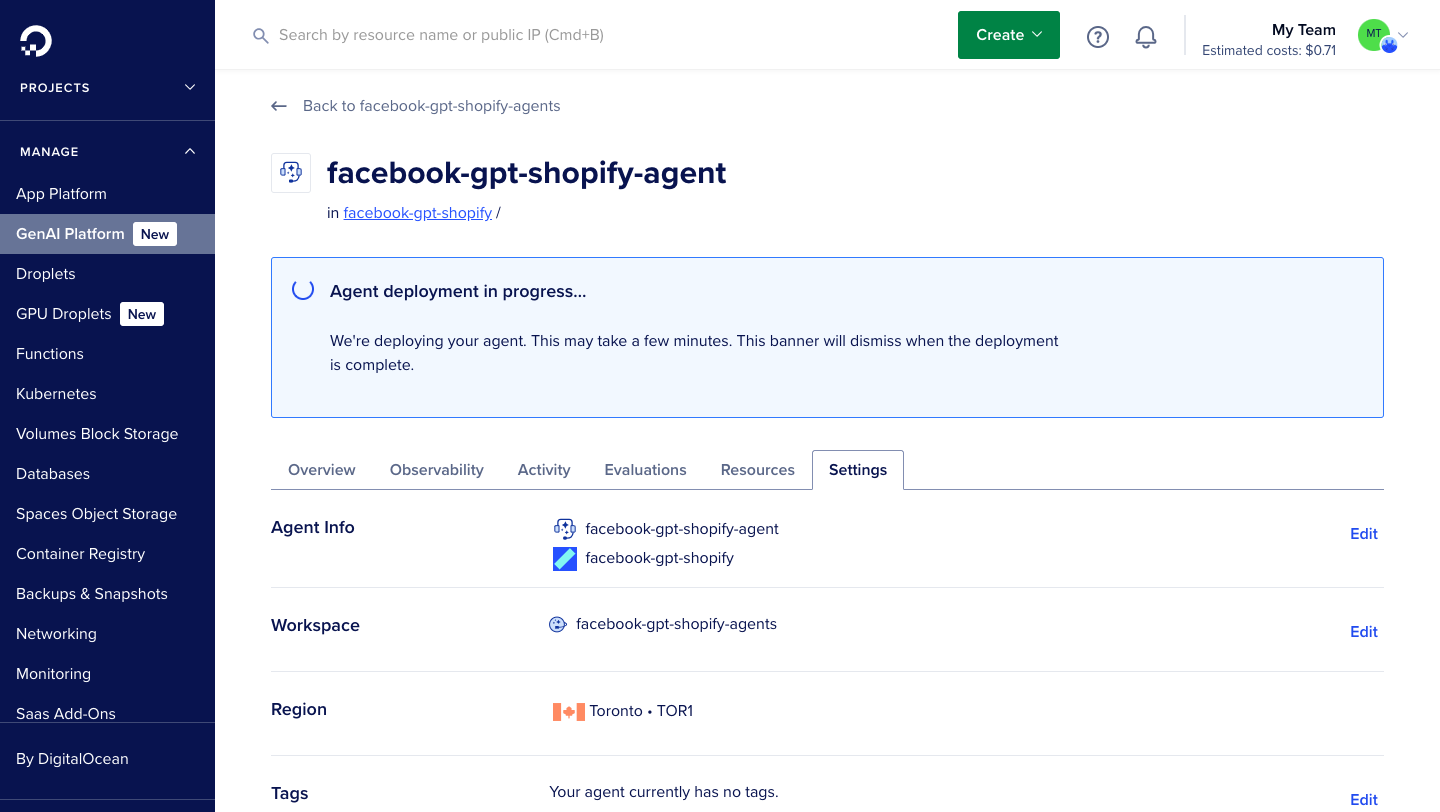 Search by resource name or public IP (Cmd+B)
Create
My Team
Estimated costs: $0.71
MT
PROJECTS
MANAGE
App Platform
GenAI Platform New
Droplets
GPU Droplets New
Functions
Kubernetes
Volumes Block Storage
Databases
Spaces Object Storage
Container Registry
Backups & Snapshots
Networking
Monitoring
Saas Add-Ons
By DigitalOcean
Back to facebook-gpt-shopify-agents
facebook-gpt-shopify-agent
in facebook-gpt-shopify /
Agent deployment in progress...
We're deploying your agent. This may take a few minutes. This banner will dismiss when the deployment
is complete.
Overview Observability Activity Evaluations Resources Settings
Agent Info
facebook-gpt-shopify-agent
facebook-gpt-shopify
Edit
Workspace
facebook-gpt-shopify-agents
Edit
Region
Toronto • TOR1
Tags
Your agent currently has no tags.
Edit